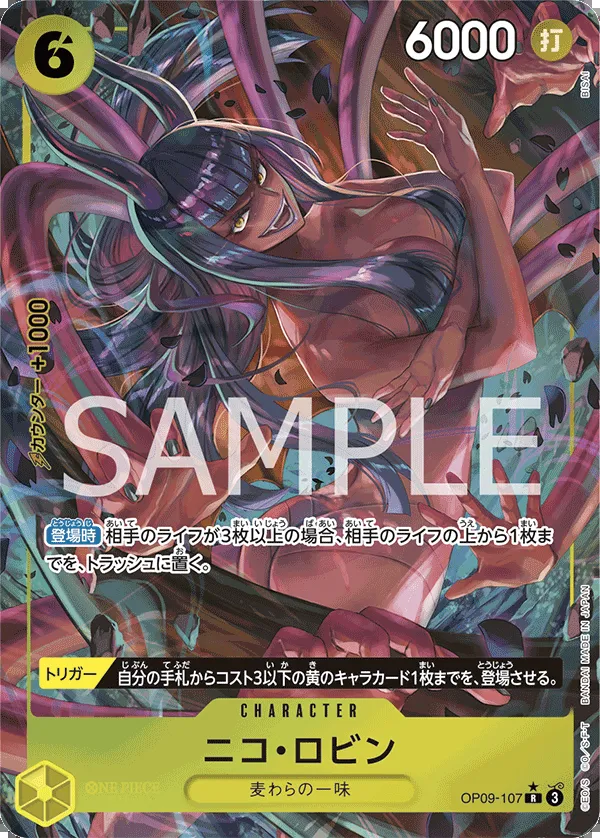 6
6000 打
BISAI
カウンター +1000
SAMPLE
登場時 相手のライフが3枚以上の場合、相手のライフの上から1枚ま
でを、トラッシュに置く。
トリガー 自分の手札からコスト3以下の黄のキャラカード1枚までを、登場させる。
CHARACTER
ニコ・ロビン
麦わらの一味
ONE PIECE
OP09-107 R 3
©E.O/S. ©O./S・F・T BANDAI MADE IN JAPAN